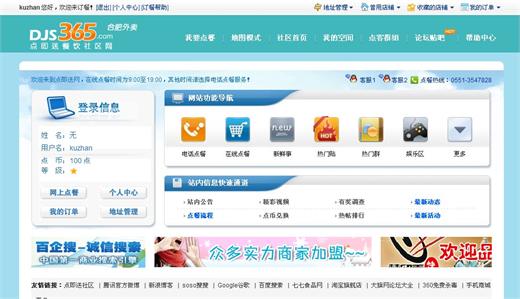 kuzhan 您好，欢迎来订餐! [退出] [个人中心] [订餐帮助]
地址管理 曾用店铺 收藏的店铺 我的订单
DJS365.com 合肥外卖
点即送餐饮社区网
我要点餐 地图模式 社区首页 我的空间 点客群组 论坛贴吧 帮助中心
欢迎来到点即送网，在线点餐时间为9:00至19:00，其他时间请选择电话点餐服务！
客服1 客服2 点餐热线：0551-3547828
登录信息
姓 名：无
用户名：kuzhan
点 币：100 点
等 级：
网上点餐 个人中心
我的订单 地址管理
网站功能导航
new
HOT
电话点餐 在线点餐 新鲜事 热门贴 热门群 娱乐区 更多
站内信息快速通道
站内公告 精彩视频 有奖调查 最新动态
点餐流程 点币兑换 热帖排行 最新活动
百企搜-诚信搜索
中国第一商业搜索引擎
众多实力商家加盟~~
欢迎品
友情链接： 点即送社区 腾讯官方微博 新浪博客 soso搜搜 Google谷歌 百度搜搜 七七食品网 淘宝旗舰店 大旗网论坛大全 360免费杀毒 手机商城